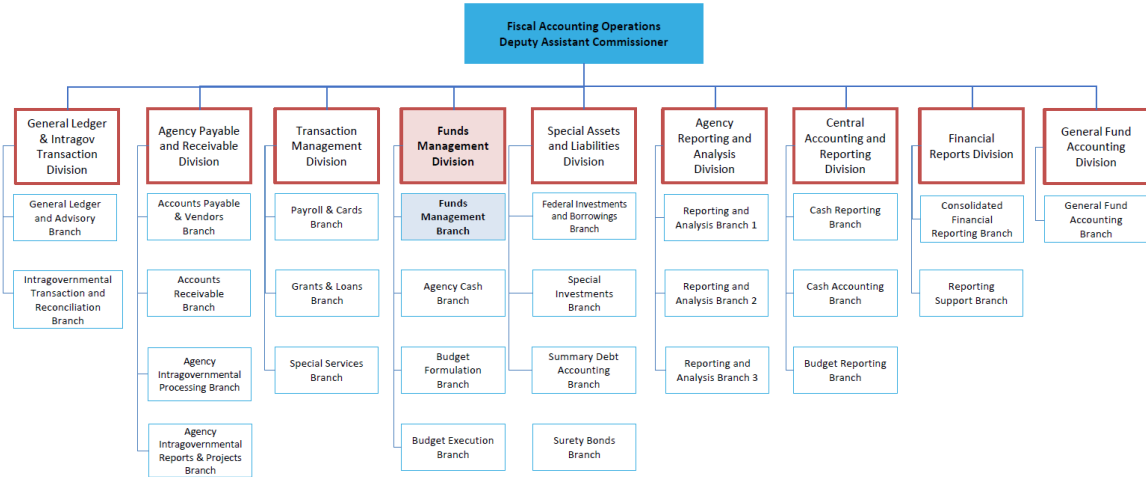 Fiscal Accounting Operations
Deputy Assistant Commissioner
General Ledger
& Intragov
Transaction
Division
General Ledger
and Advisory
Branch
Intragovernmental
Transaction and
Reconciliation
Branch
Agency Payable
and Receivable
Division
Accounts Payable
& Vendors
Branch
Accounts
Receivable
Branch
Agency
Intragovernmental
Processing Branch
Agency
Intragovernmental
Reports & Projects
Branch
Transaction
Management
Division
Payroll & Cards
Branch
Grants & Loans
Branch
Special Services
Branch
Funds
Management
Division
Funds
Management
Branch
Agency Cash
Branch
Budget
Formulation
Branch
Budget Execution
Branch
Special Assets
and Liabilities
Division
Federal Investments
and Borrowings
Branch
Special
Investments
Branch
Summary Debt
Accounting
Branch
Surety Bonds
Branch
Agency
Reporting and
Analysis
Division
Reporting and
Analysis Branch 1
Reporting and
Analysis Branch 2
Reporting and
Analysis Branch 3
Central
Accounting and
Reporting
Division
Cash Reporting
Branch
Cash Accounting
Branch
Budget Reporting
Branch
Financial
Reports Division
Consolidated
Financial
Reporting Branch
Reporting
Support Branch
General Fund
Accounting
Division
General Fund
Accounting
Branch